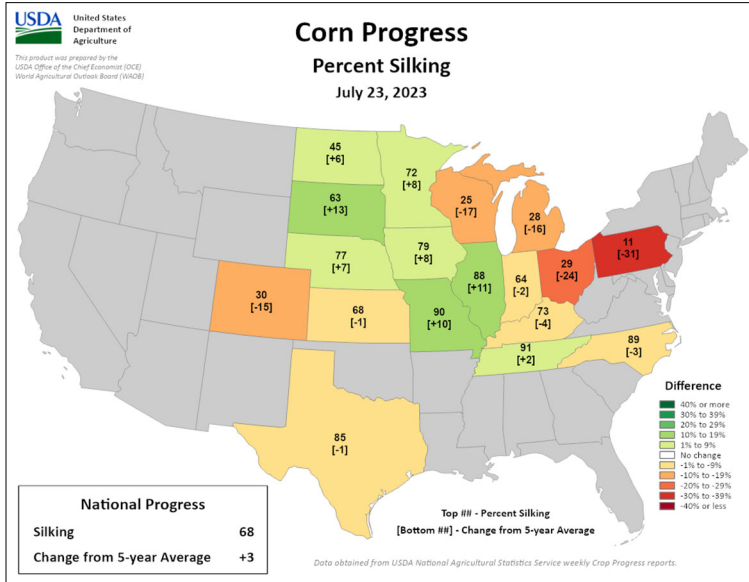 USDA
United States
Department of
Agriculture
This product was prepared by the
USDA Office of the Chief Economist (OCE)
World Agricultural Outlook Board (WAOB)
Corn Progress
Percent Silking
July 23, 2023
45
[+6]
72
[+8]
63
[+13]
25
[-17]
28
[-16]
11
[-31]
77
[+7]
79
[+8]
88
[+11]
64
[-2]
29
[-24]
30
[-15]
68
[-1]
90
[+10]
73
[-4]
91
[+2]
89
[-3]
85
[-1]
Difference
40% or more
30% to 39%
20% to 29%
10% to 19%
1% to 9%
No change
-1% to -9%
-10% to -19%
-20% to -29%
-30% to -39%
-40% or less
National Progress
Silking 68
Change from 5-year Average +3
Top ## - Percent Silking
[Bottom ##] - Change from 5-year Average
Data obtained from USDA National Agricultural Statistics Service weekly Crop Progress reports.